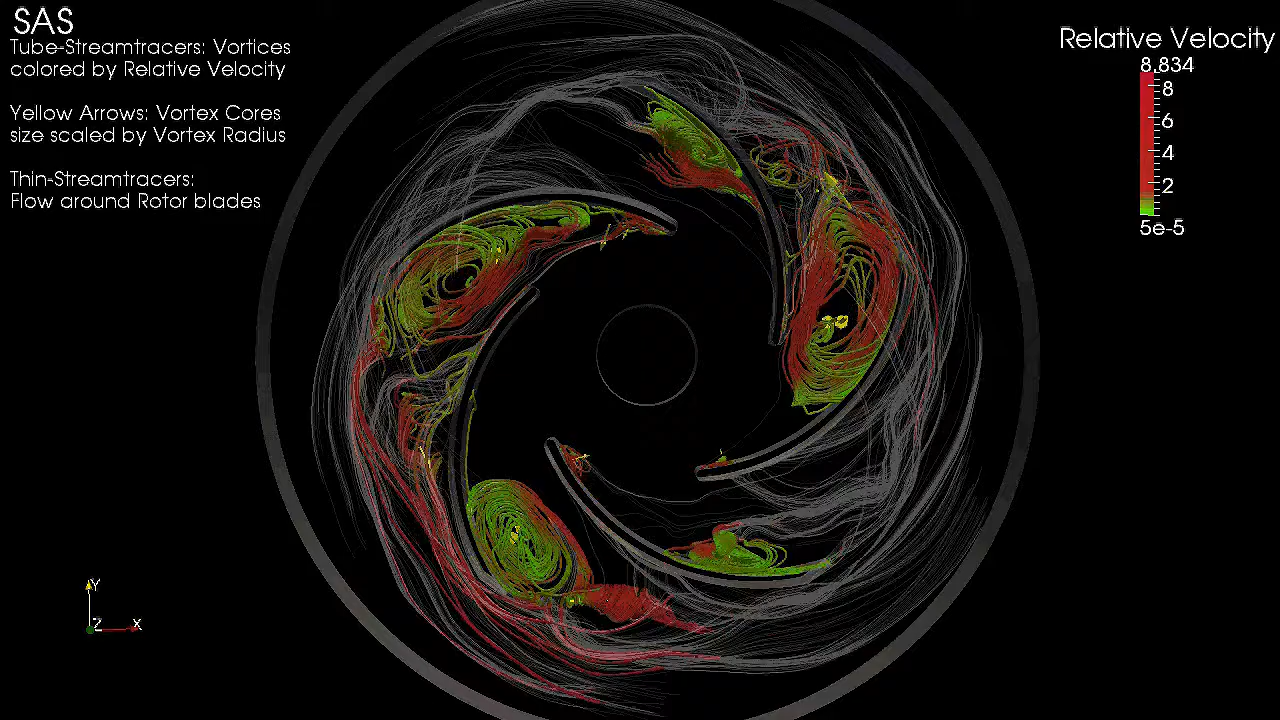 SAS
Tube-Streamtracers: Vortices
colored by Relative Velocity
Yellow Arrows: Vortex Cores
size scaled by Vortex Radius
Thin-Streamtracers:
Flow around Rotor blades
Relative Velocity
8.834
8
6
4
2
5e-5
Y
Z
X